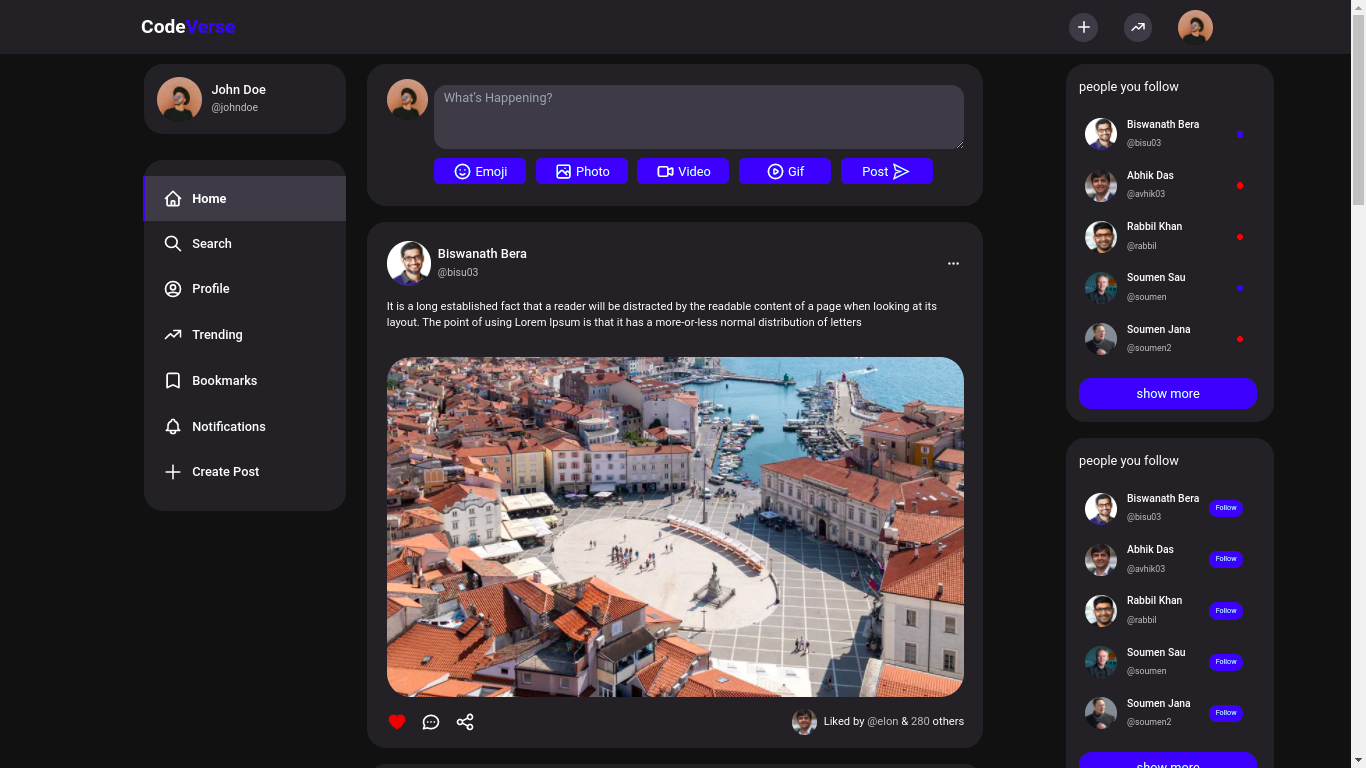 CodeVerse
John Doe
@johndoe
Home
Search
Profile
Trending
Bookmarks
Notifications
Create Post
What's Happening?
Emoji
Photo
Video
Gif
Post
Biswanath Bera
@bisu03
It is a long established fact that a reader will be distracted by the readable content of a page when looking at its
layout. The point of using Lorem Ipsum is that it has a more-or-less normal distribution of letters
Liked by @elon & 280 others
people you follow
Biswanath Bera
@bisu03
Abhik Das
@avhik03
Rabbil Khan
@rabbil
Soumen Sau
@soumen
Soumen Jana
@soumen2
show more
people you follow
Biswanath Bera
@bisu03
Follow
Abhik Das
@avhik03
Follow
Rabbil Khan
@rabbil
Follow
Soumen Sau
@soumen
Follow
Soumen Jana
@soumen2
Follow
show more